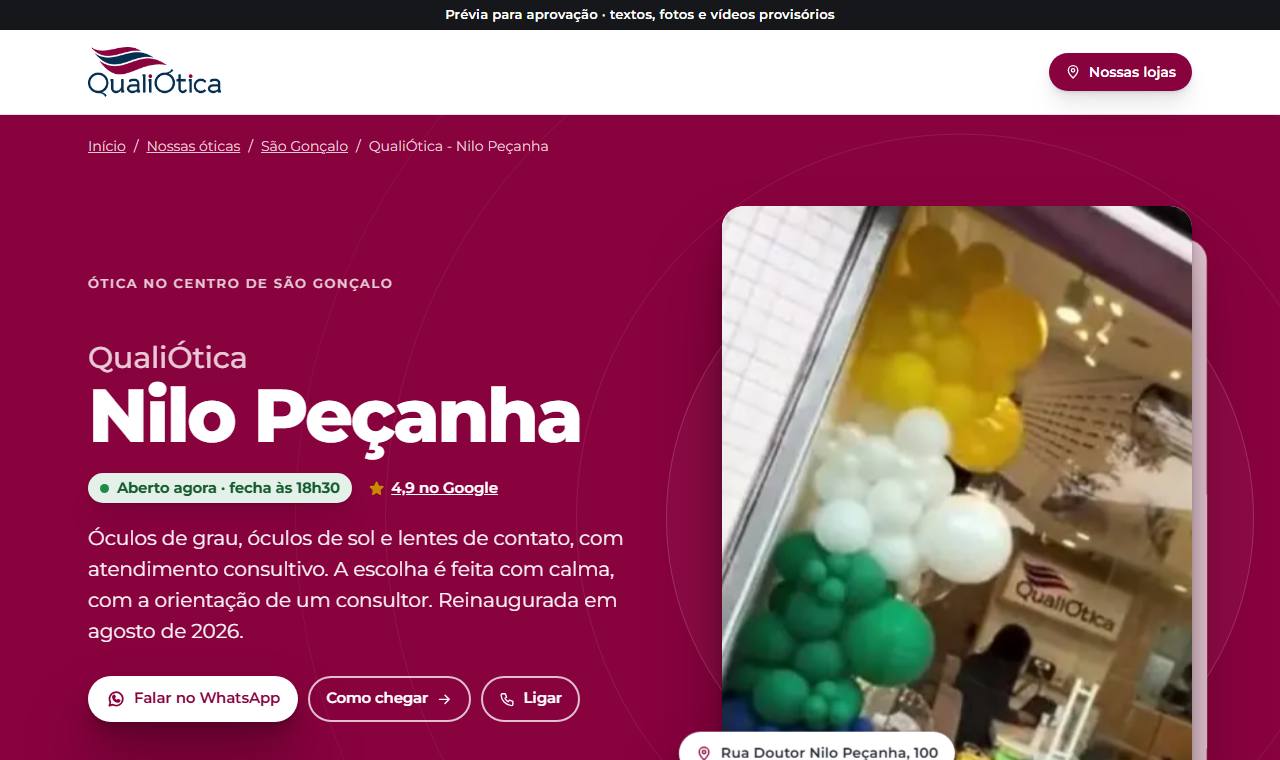 Prévia para aprovação · textos, fotos e vídeos provisórios
QualiÓtica
Nossas lojas
Início / Nossas óticas / São Gonçalo / QualiÓtica - Nilo Peçanha
ÓTICA NO CENTRO DE SÃO GONÇALO
QualiÓtica
Nilo Peçanha
Aberto agora · fecha às 18h30
4,9 no Google
Óculos de grau, óculos de sol e lentes de contato, com
atendimento consultivo. A escolha é feita com calma,
com a orientação de um consultor. Reinaugurada em
agosto de 2026.
Falar no WhatsApp
Como chegar →
Ligar
QualiÓtica
Rua Doutor Nilo Peçanha, 100